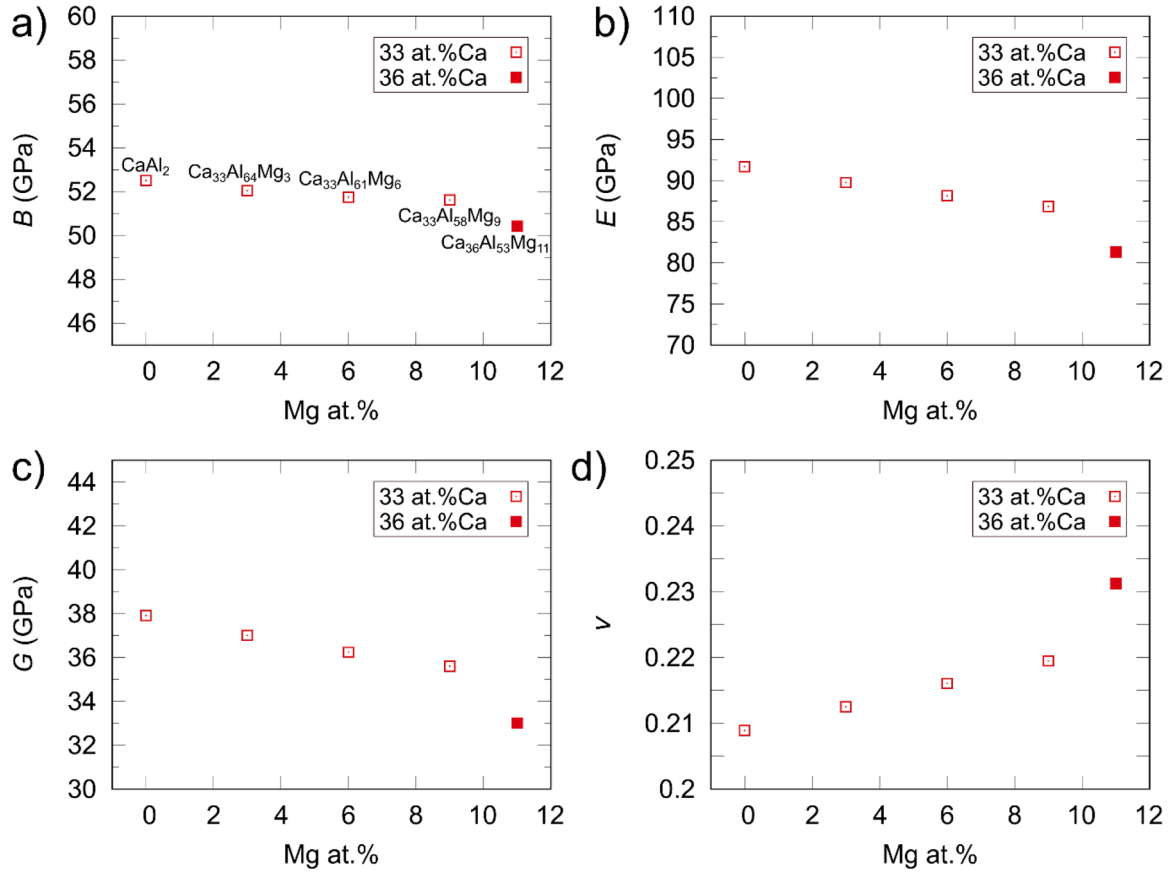 a)
60
58
56
54
52
50
48
46
B (GPa)
33 at.%Ca
36 at.%Ca
CaAl₂
Ca₃₃Al₆₄Mg₃
Ca₃₃Al₆₁Mg₆
Ca₃₃Al₅₈Mg₉
Ca₃₆Al₅₃Mg₁₁
0 2 4 6 8 10 12
Mg at.%
b)
110
105
100
95
90
85
80
75
70
E (GPa)
33 at.%Ca
36 at.%Ca
0 2 4 6 8 10 12
Mg at.%
c)
44
42
40
38
36
33
32
30
G (GPa)
33 at.%Ca
36 at.%Ca
0 2 4 6 8 10 12
Mg at.%
d)
0.25
0.24
0.23
0.22
0.21
0.2
ν
33 at.%Ca
36 at.%Ca
0 2 4 6 8 10 12
Mg at.%